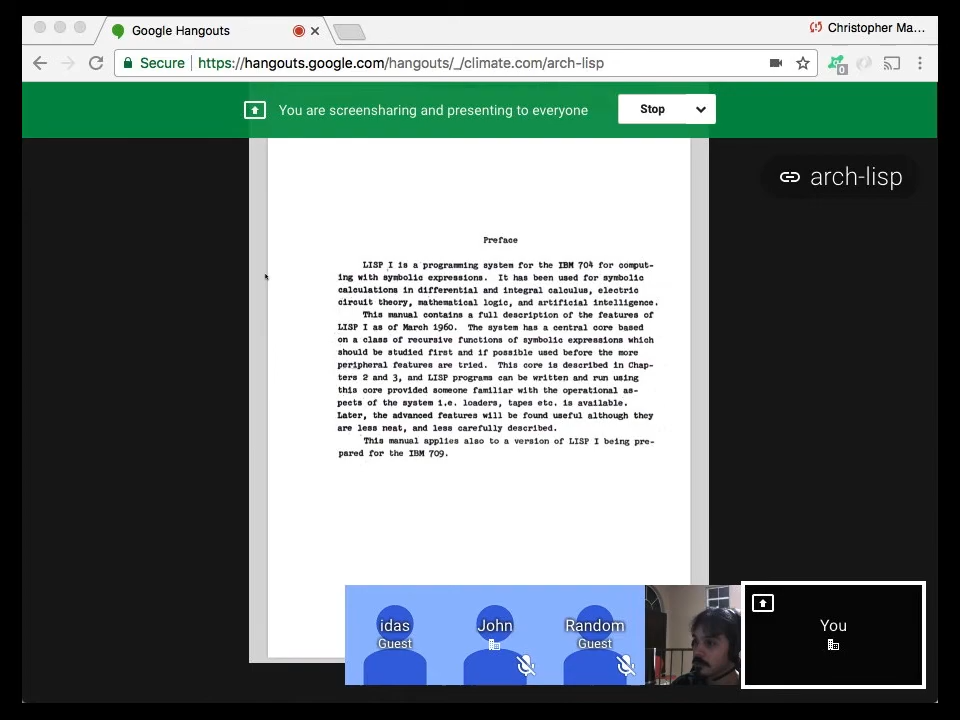 Google Hangouts
Christopher Ma...
Secure
https://hangouts.google.com/hangouts/_/climate.com/arch-lisp
0
You are screensharing and presenting to everyone
Stop
arch-lisp
Preface
LISP I is a programming system for the IBM 704 for comput-
ing with symbolic expressions. It has been used for symbolic
calculations in differential and integral calculus, electric
circuit theory, mathematical logic, and artificial intelligence.
This manual contains a full description of the features of
LISP I as of March 1960. The system has a central core based
on a class of recursive functions of symbolic expressions which
should be studied first and if possible used before the more
peripheral features are tried. This core is described in Chap-
ters 2 and 3, and LISP programs can be written and run using
this core provided someone familiar with the operational as-
pects of the system i.e. loaders, tapes etc. is available.
Later, the advanced features will be found useful although they
are less neat, and less carefully described.
This manual applies also to a version of LISP I being pre-
pared for the IBM 709.
idas
Guest
John
Random
Guest
You